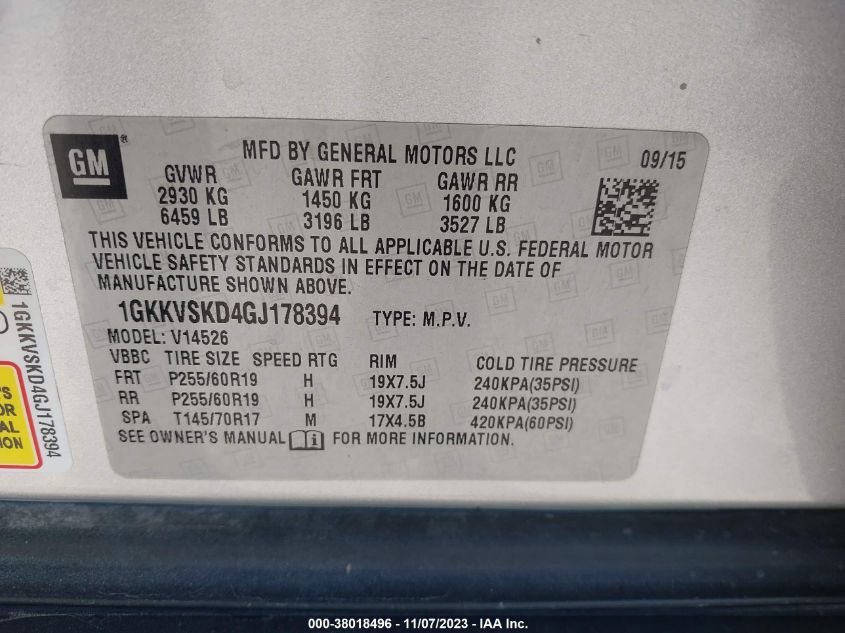 GM®
MFD BY GENERAL MOTORS LLC 09/15
GVWR GAWR FRT GAWR RR
2930 KG 1450 KG 1600 KG
6459 LB 3196 LB 3527 LB
THIS VEHICLE CONFORMS TO ALL APPLICABLE U.S. FEDERAL MOTOR
VEHICLE SAFETY STANDARDS IN EFFECT ON THE DATE OF
MANUFACTURE SHOWN ABOVE.
1GKKVSKD4GJ178394 TYPE: M.P.V.
MODEL: V14526
VBBC TIRE SIZE SPEED RTG RIM COLD TIRE PRESSURE
FRT P255/60R19 H 19X7.5J 240KPA(35PSI)
RR P255/60R19 H 19X7.5J 240KPA(35PSI)
SPA T145/70R17 M 17X4.5B 420KPA(60PSI)
SEE OWNER'S MANUAL i FOR MORE INFORMATION.
1GKKVSKD4GJ178394
000-38018496 - 11/07/2023 - IAA Inc.